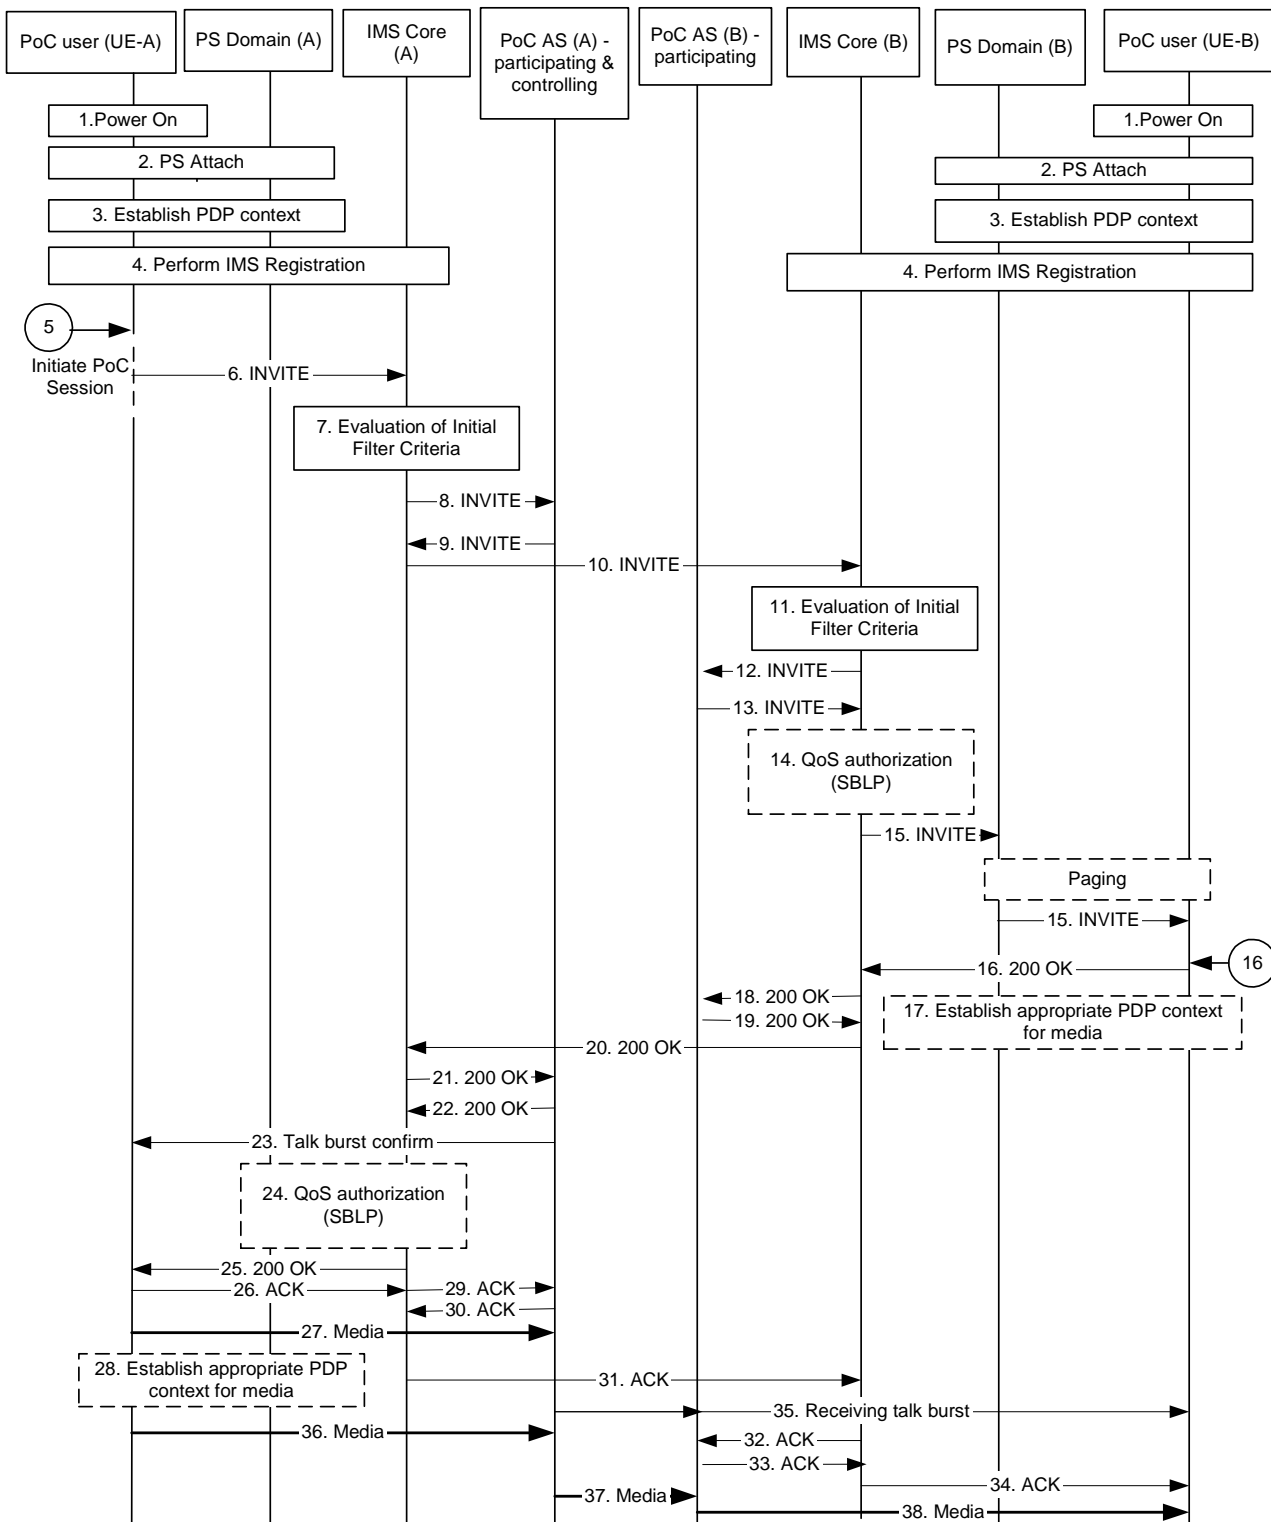 PoC user (UE-A)
PS Domain (A)
IMS Core
(A)
PoC AS (A) -
participating &
controlling
PoC AS (B) -
participating
IMS Core (B)
PS Domain (B)
PoC user (UE-B)
1.Power On
1.Power On
2. PS Attach
2. PS Attach
3. Establish PDP context
3. Establish PDP context
4. Perform IMS Registration
4. Perform IMS Registration
5
Initiate PoC
Session
6. INVITE
7. Evaluation of Initial
Filter Criteria
8. INVITE
9. INVITE
10. INVITE
11. Evaluation of Initial
Filter Criteria
12. INVITE
13. INVITE
14. QoS authorization
(SBLP)
15. INVITE
Paging
15. INVITE
16. 200 OK
16
18. 200 OK
17. Establish appropriate PDP context
for media
19. 200 OK
20. 200 OK
21. 200 OK
22. 200 OK
23. Talk burst confirm
24. QoS authorization
(SBLP)
25. 200 OK
26. ACK
29. ACK
30. ACK
27. Media
28. Establish appropriate PDP
context for media
31. ACK
35. Receiving talk burst
36. Media
32. ACK
33. ACK
34. ACK
37. Media
38. Media